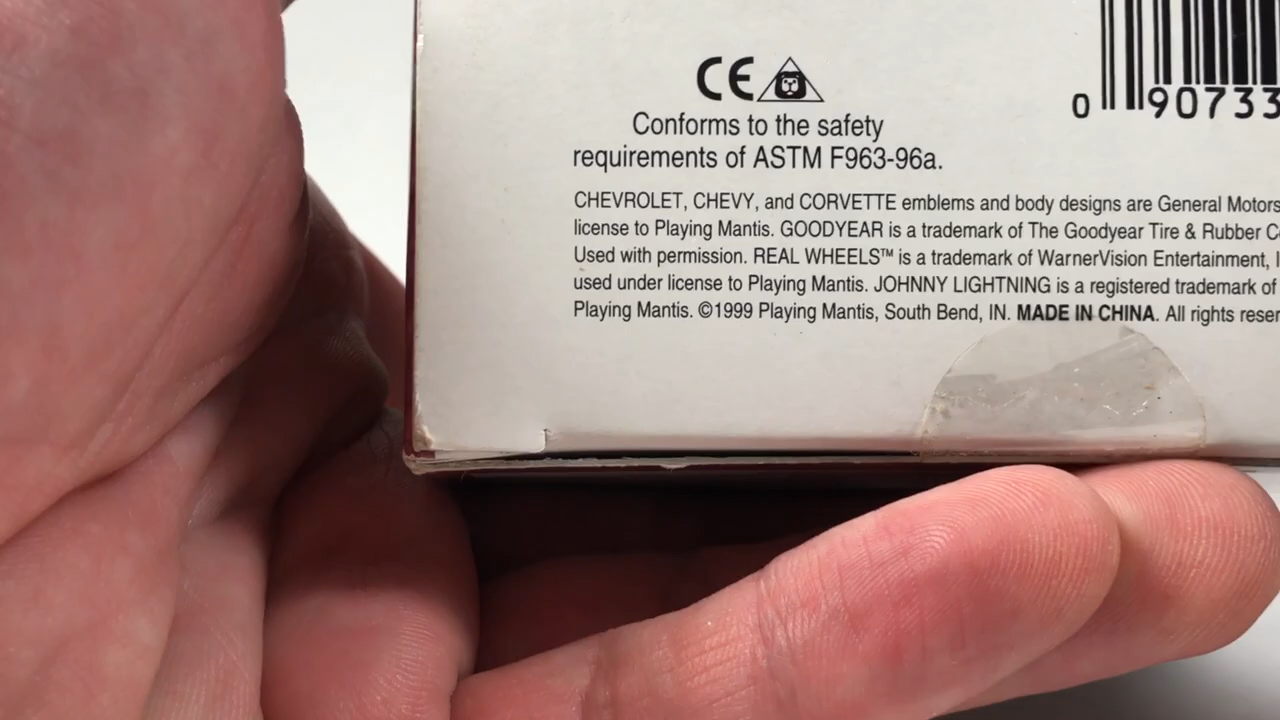 CE
Conforms to the safety
requirements of ASTM F963-96a.
0 90733
CHEVROLET, CHEVY, and CORVETTE emblems and body designs are General Motors
license to Playing Mantis. GOODYEAR is a trademark of The Goodyear Tire & Rubber
Used with permission. REAL WHEELS™ is a trademark of WarnerVision Entertainment,
used under license to Playing Mantis. JOHNNY LIGHTNING is a registered trademark of
Playing Mantis. ©1999 Playing Mantis, South Bend, IN. MADE IN CHINA. All rights